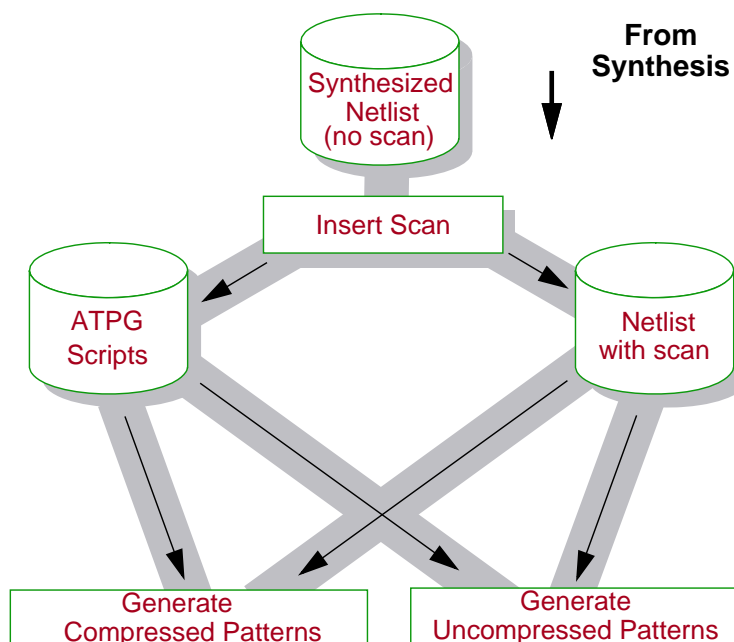 From
Synthesis
Synthesized
Netlist
(no scan)
Insert Scan
ATPG
Scripts
Netlist
with scan
Generate
Compressed Patterns
Generate
Uncompressed Patterns